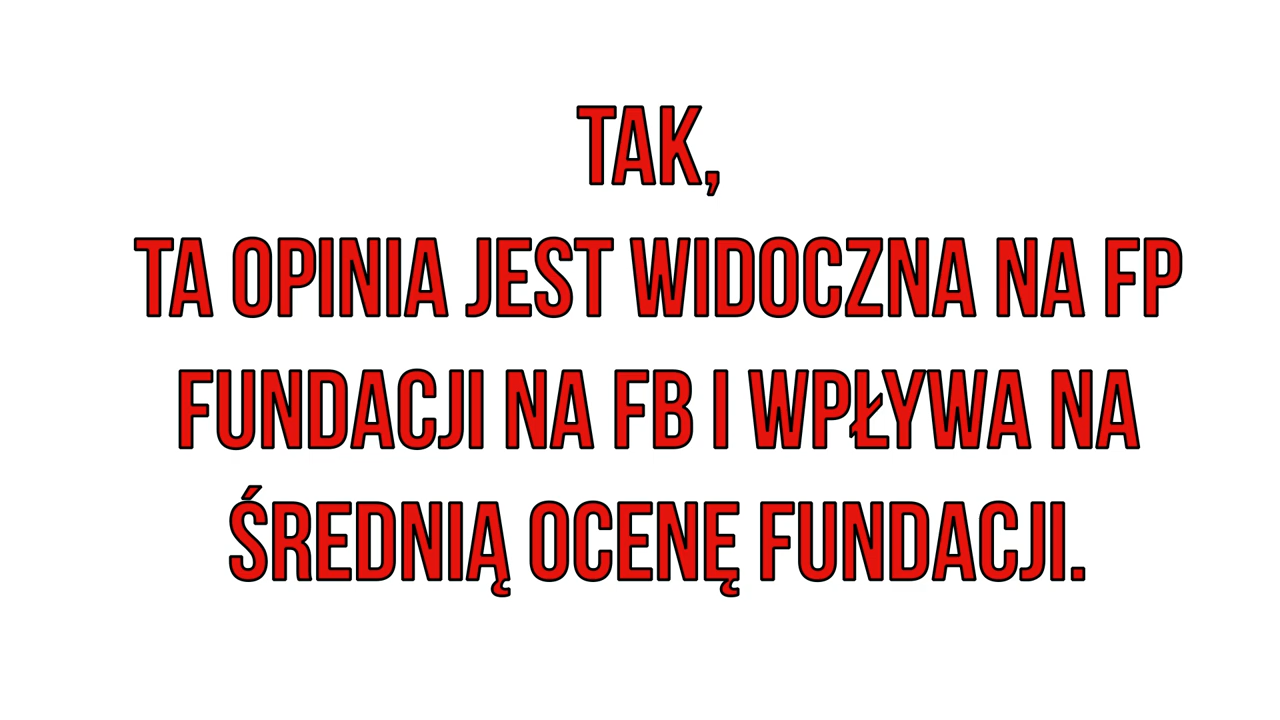 TAK,
TA OPINIA JEST WIDOCZNA NA FP
FUNDACJI NA FB I WPŁYWA NA
ŚREDNIĄ OCENĘ FUNDACJI.